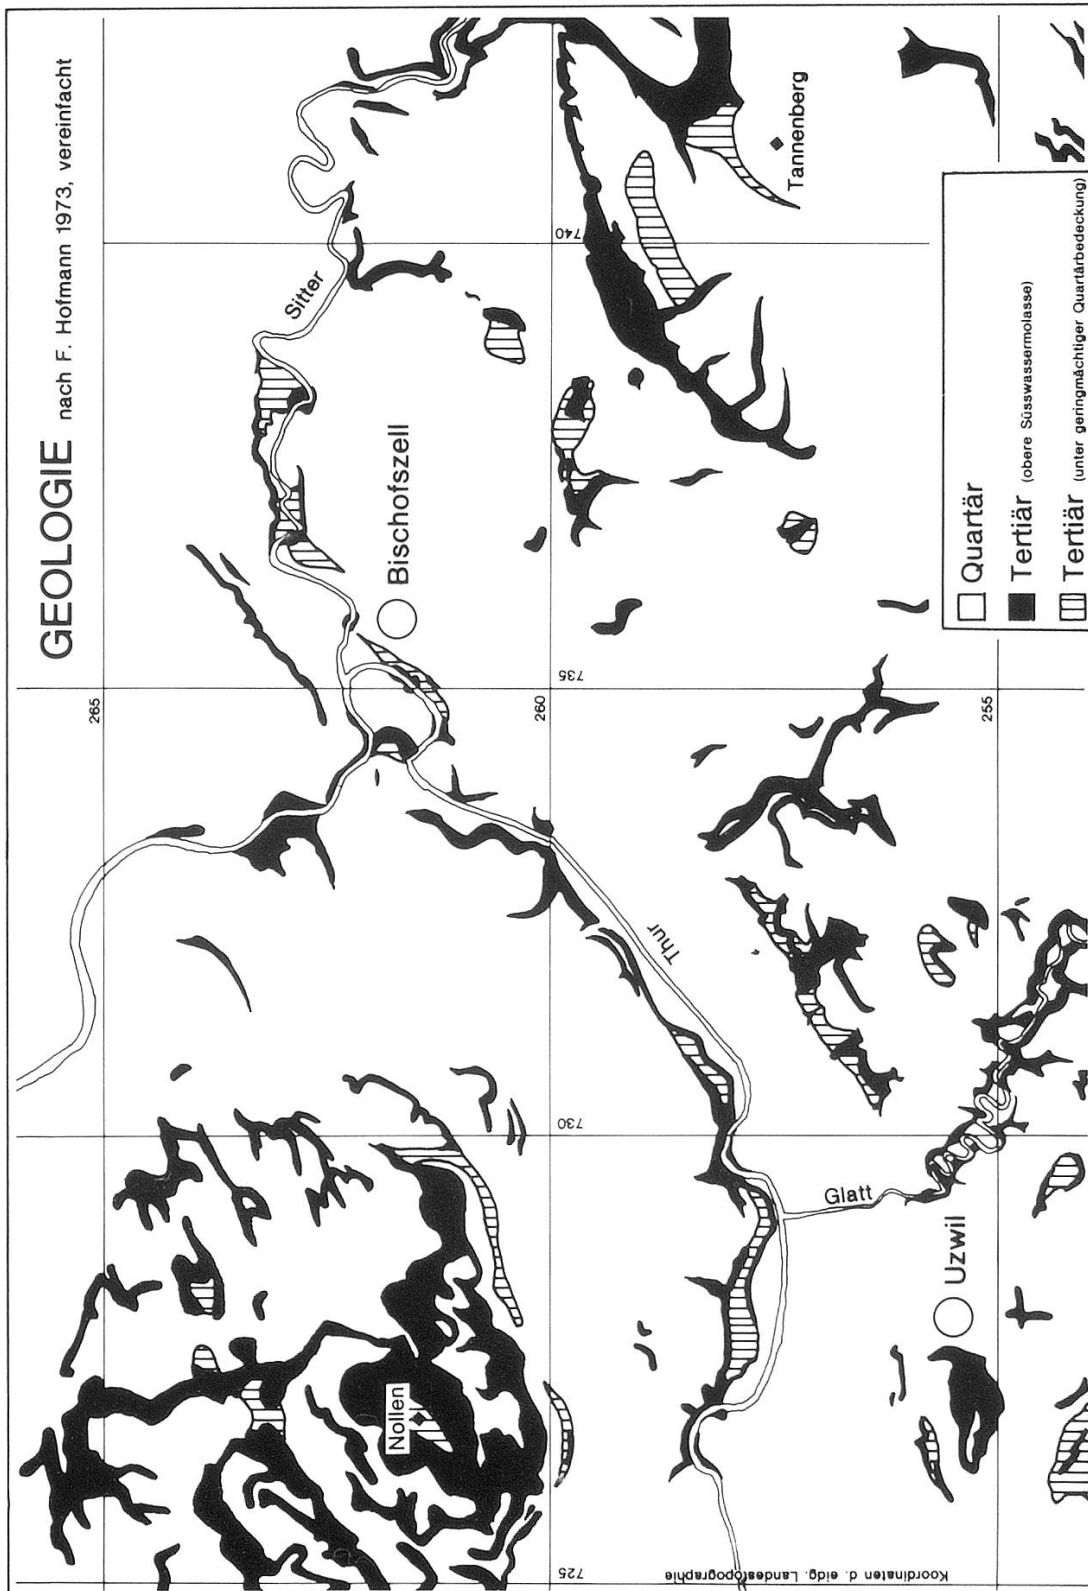 GEOLOGIE nach F. Hofmann 1973, vereinfacht
265
Sitter
Bischofszell
Nollen
260
725
730
735
740
Tannenberg
Thur
Glatt
Uzwil
255
Quartär
Tertiär (obere Süsswassermolasse)
Tertiär (unter geringmächtiger Quartärbedeckung)
Koordinaten d. eidg. Landestopographie